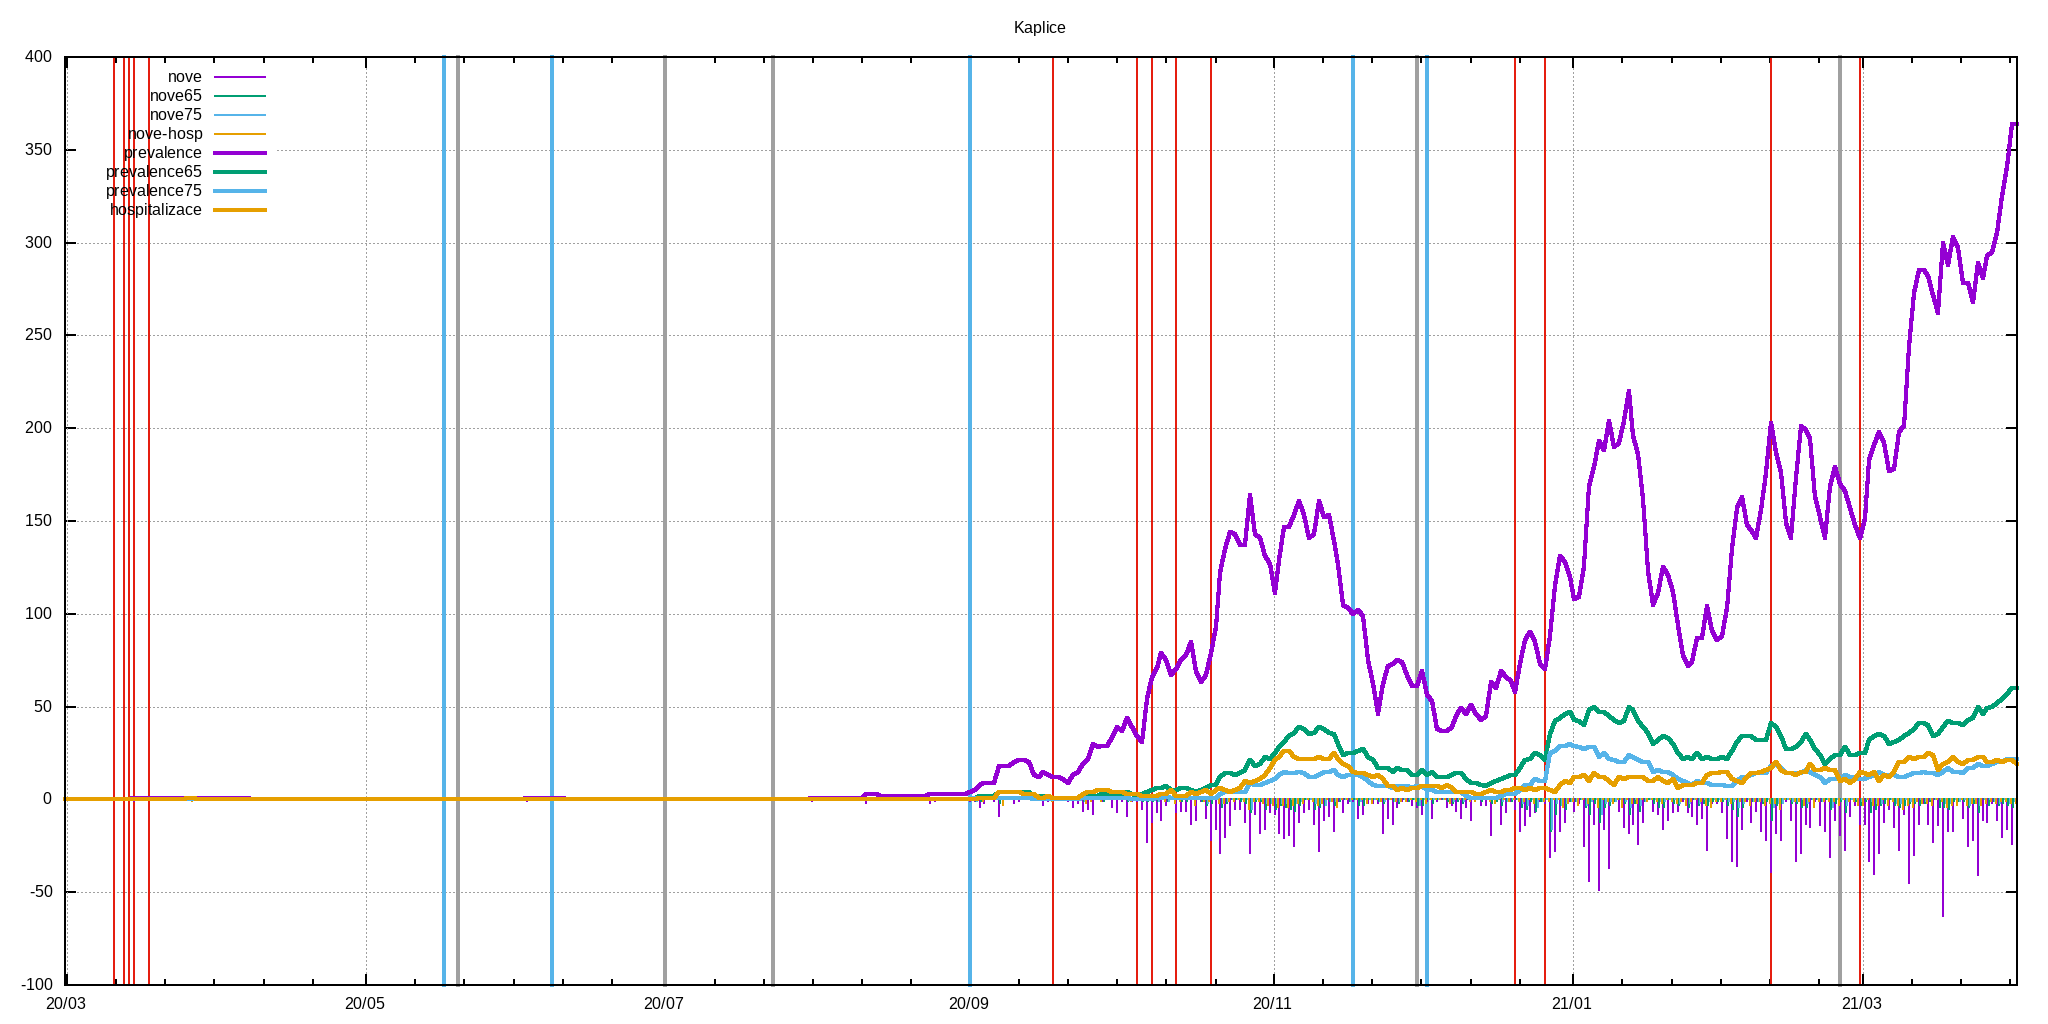 Kaplice
400
350
300
250
200
150
100
50
0
-50
-100
nove
nove65
nove75
nove-hosp
prevalence
prevalence65
prevalence75
hospitalizace
20/03
20/05
20/07
20/09
20/11
21/01
21/03